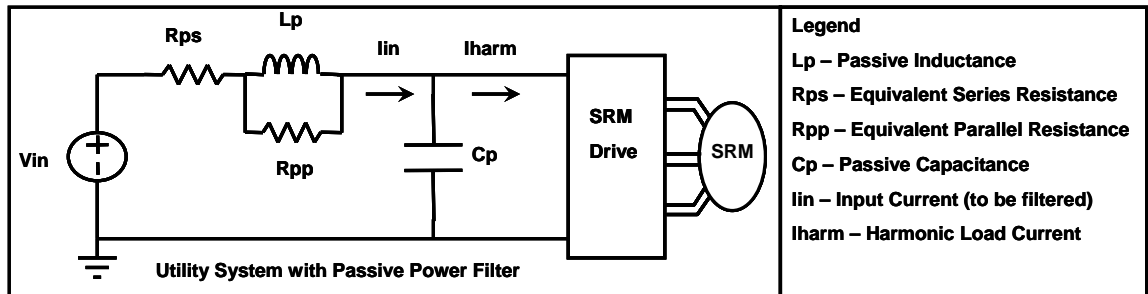 Lp
Rps
Iin
Iharm
Vin
Rpp
Cp
SRM
Drive
SRM
Utility System with Passive Power Filter
Legend
Lp – Passive Inductance
Rps – Equivalent Series Resistance
Rpp – Equivalent Parallel Resistance
Cp – Passive Capacitance
Iin – Input Current (to be filtered)
Iharm – Harmonic Load Current